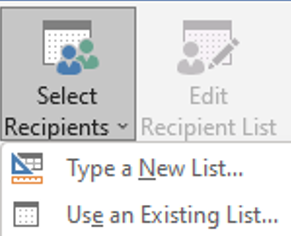 Select
Recipients
Edit
Recipient List
Type a New List...
Use an Existing List...